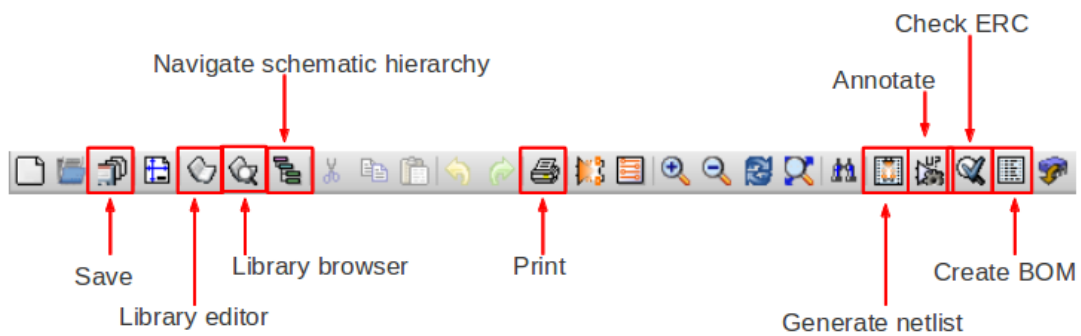 Check ERC
Navigate schematic hierarchy
Annotate
Save
Library browser
Print
Create BOM
Library editor
Generate netlist